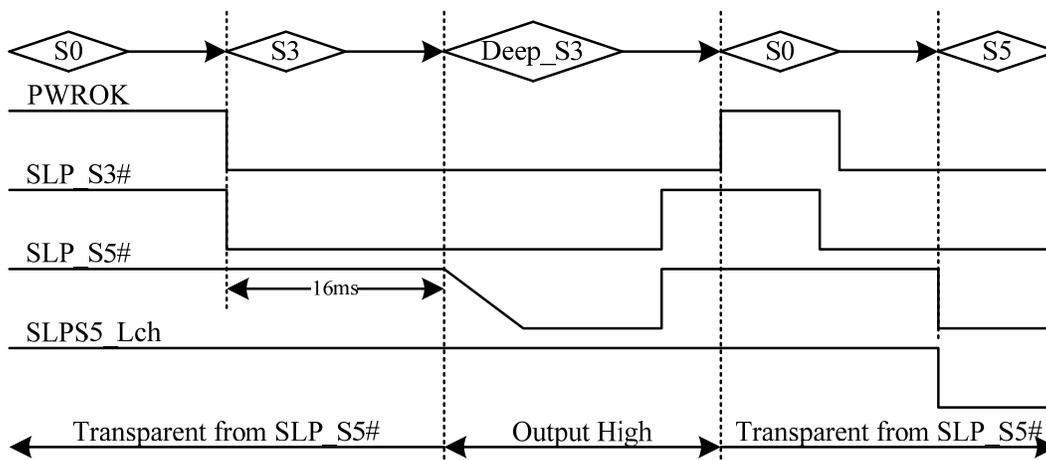 S0 S3 Deep_S3 S0 S5
PWROK
SLP_S3#
SLP_S5#
16ms
SLPS5_Lch
Transparent from SLP_S5# Output High Transparent from SLP_S5#